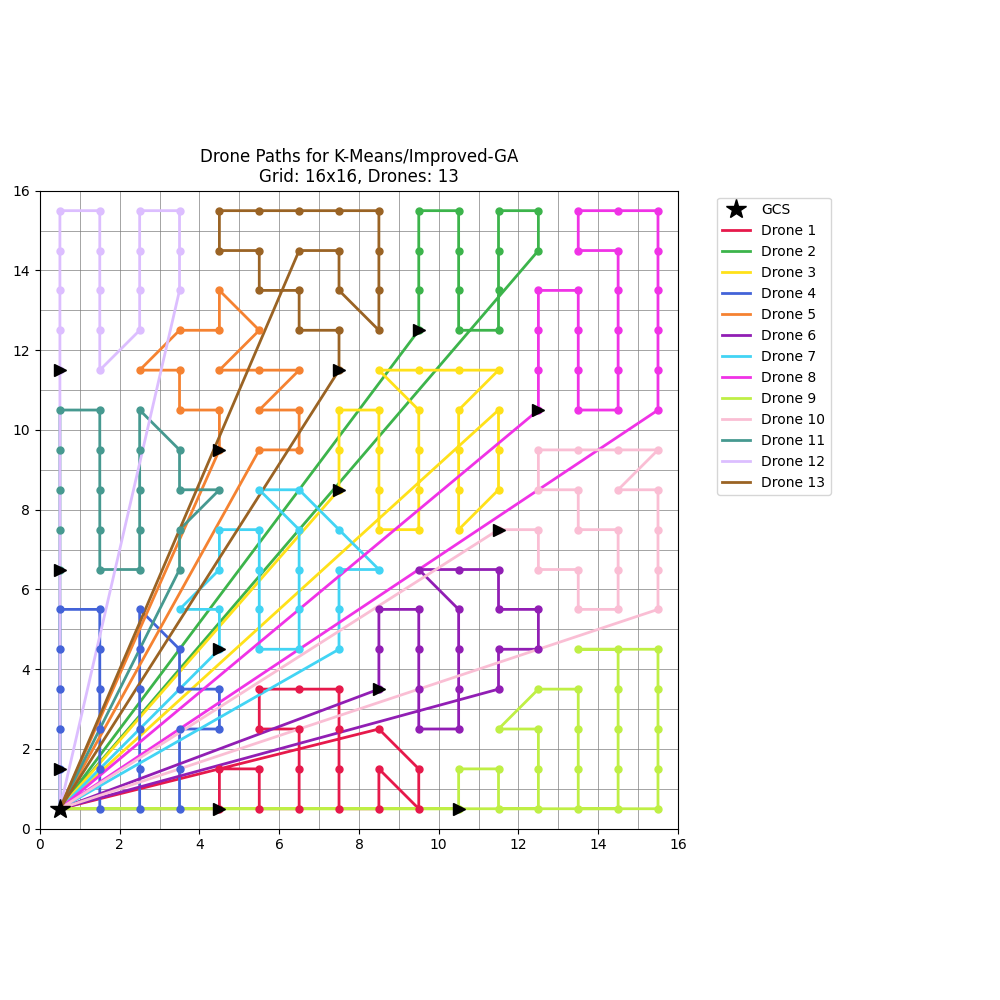 Drone Paths for K-Means/Improved-GA
Grid: 16x16, Drones: 13
16
14
12
10
8
6
4
2
0
0 2 4 6 8 10 12 14 16
GCS
Drone 1
Drone 2
Drone 3
Drone 4
Drone 5
Drone 6
Drone 7
Drone 8
Drone 9
Drone 10
Drone 11
Drone 12
Drone 13